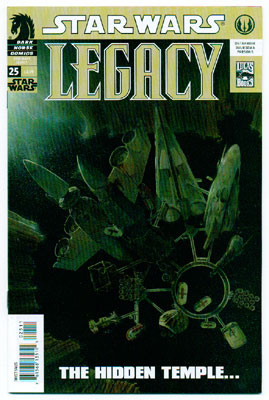 STAR WARS
LEGACY
DARK
HORSE
COMICS
25
STAR
WARS
LUCAS
BOOKS
THE HIDDEN TEMPLE...